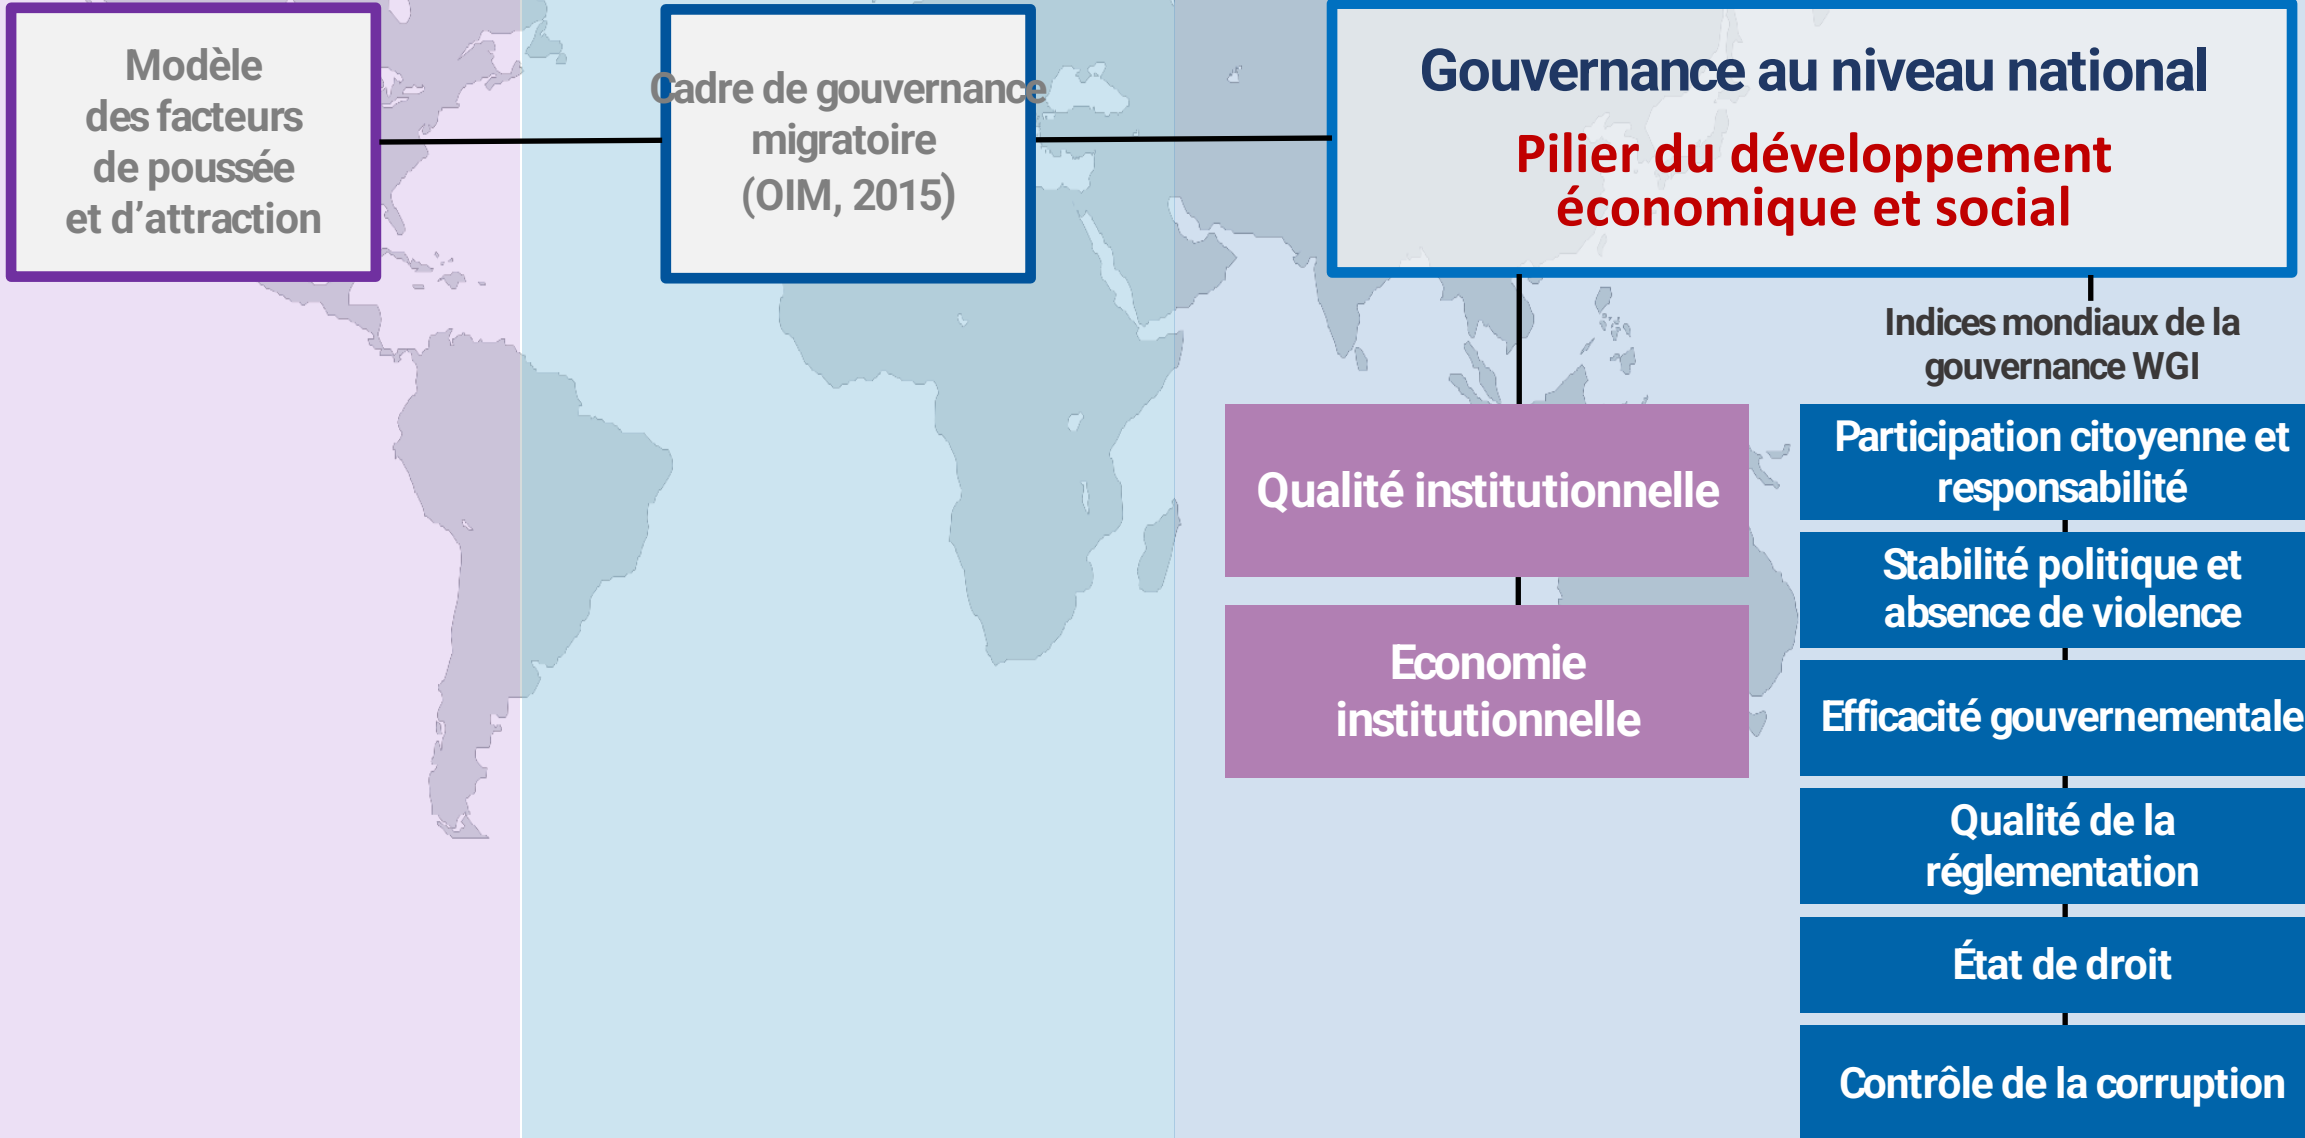 Modèle
des facteurs
de poussée
et d’attraction
Cadre de gouvernance
migratoire
(OIM, 2015)
Gouvernance au niveau national
Pilier du développement
économique et social
Indices mondiaux de la
gouvernance WGI
Qualité institutionnelle
Economie
institutionnelle
Participation citoyenne et
responsabilité
Stabilité politique et
absence de violence
Efficacité gouvernementale
Qualité de la
réglementation
État de droit
Contrôle de la corruption